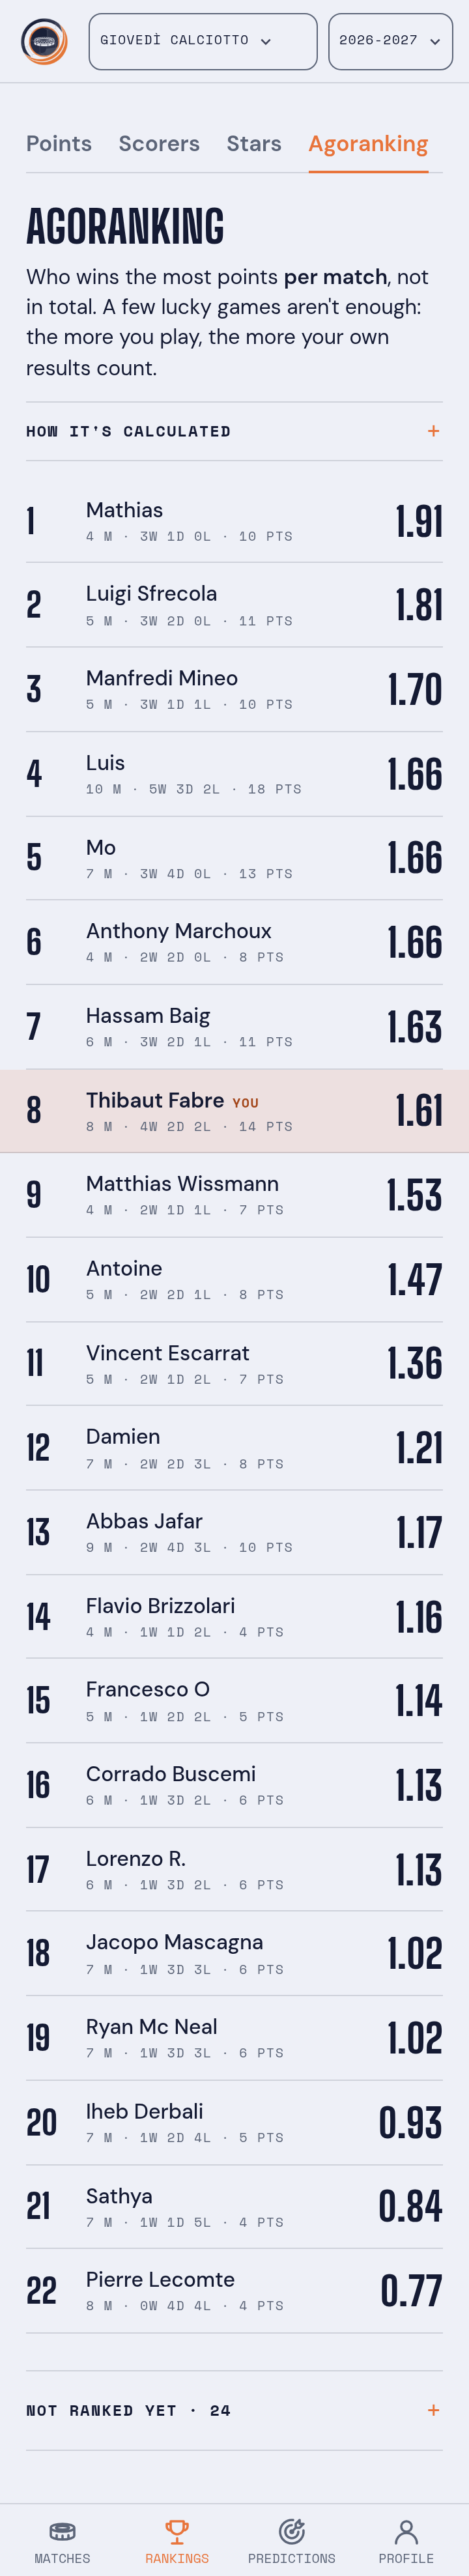 GIOVEDÌ CALCIOTTO
2026-2027
Points Scorers Stars Agoranking
AGORANKING
Who wins the most points per match, not
in total. A few lucky games aren't enough:
the more you play, the more your own
results count.
HOW IT'S CALCULATED +
1 Mathias 1.91
4 M · 3W 1D 0L · 10 PTS
2 Luigi Sfrecola 1.81
5 M · 3W 2D 0L · 11 PTS
3 Manfredi Mineo 1.70
5 M · 3W 1D 1L · 10 PTS
4 Luis 1.66
10 M · 5W 3D 2L · 18 PTS
5 Mo 1.66
7 M · 3W 4D 0L · 13 PTS
6 Anthony Marchoux 1.66
4 M · 2W 2D 0L · 8 PTS
7 Hassam Baig 1.63
6 M · 3W 2D 1L · 11 PTS
8 Thibaut Fabre YOU 1.61
8 M · 4W 2D 2L · 14 PTS
9 Matthias Wissmann 1.53
4 M · 2W 1D 1L · 7 PTS
10 Antoine 1.47
5 M · 2W 2D 1L · 8 PTS
11 Vincent Escarrat 1.36
5 M · 2W 1D 2L · 7 PTS
12 Damien 1.21
7 M · 2W 2D 3L · 8 PTS
13 Abbas Jafar 1.17
9 M · 2W 4D 3L · 10 PTS
14 Flavio Brizzolari 1.16
4 M · 1W 1D 2L · 4 PTS
15 Francesco O 1.14
5 M · 1W 2D 2L · 5 PTS
16 Corrado Buscemi 1.13
6 M · 1W 3D 2L · 6 PTS
17 Lorenzo R. 1.13
6 M · 1W 3D 2L · 6 PTS
18 Jacopo Mascagna 1.02
7 M · 1W 3D 3L · 6 PTS
19 Ryan Mc Neal 1.02
7 M · 1W 3D 3L · 6 PTS
20 Iheb Derbali 0.93
7 M · 1W 2D 4L · 5 PTS
21 Sathya 0.84
7 M · 1W 1D 5L · 4 PTS
22 Pierre Lecomte 0.77
8 M · 0W 4D 4L · 4 PTS
NOT RANKED YET · 24 +
MATCHES RANKINGS PREDICTIONS PROFILE